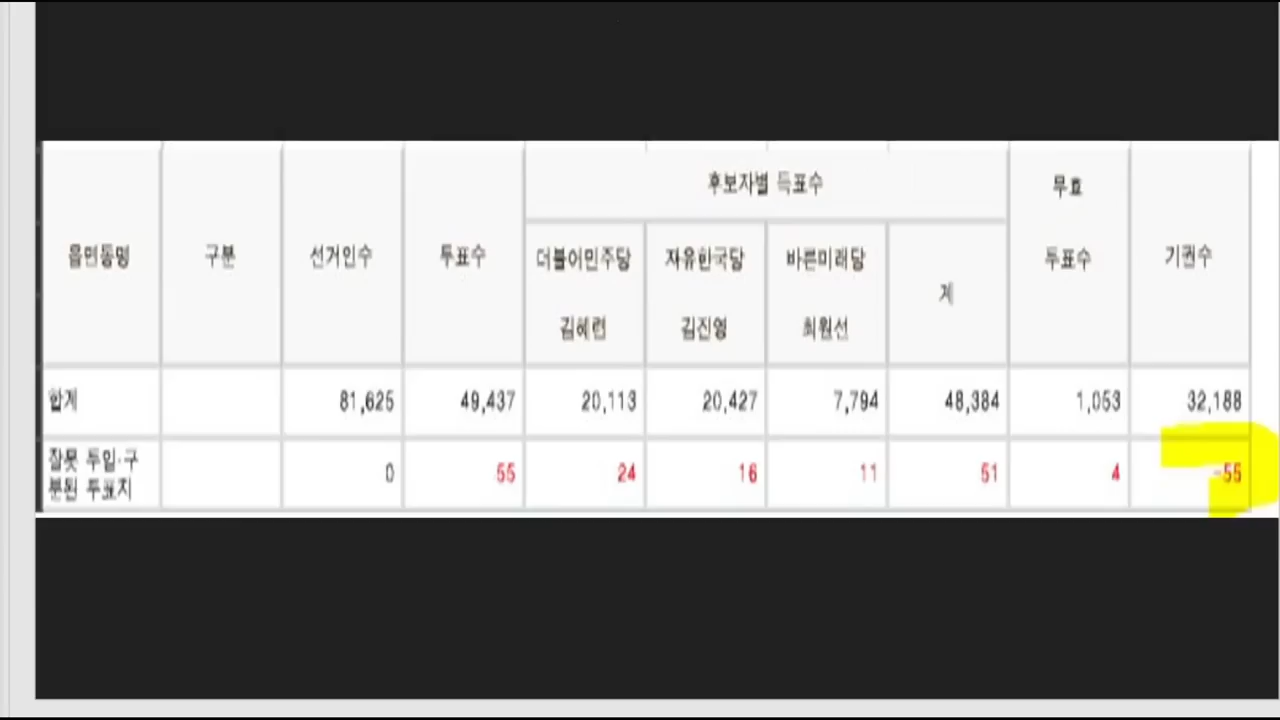 후보자별 득표수
무효
읍면동명 구분 선거인수 투표수 더불어민주당 자유한국당 바른미래당 투표수 기권수
계
김혜련 김진영 최원선
합계 81,625 49,437 20,113 20,427 7,794 48,384 1,053 32,188
잘못 투입·구
분된 투표지 0 55 24 16 11 51 4 -55